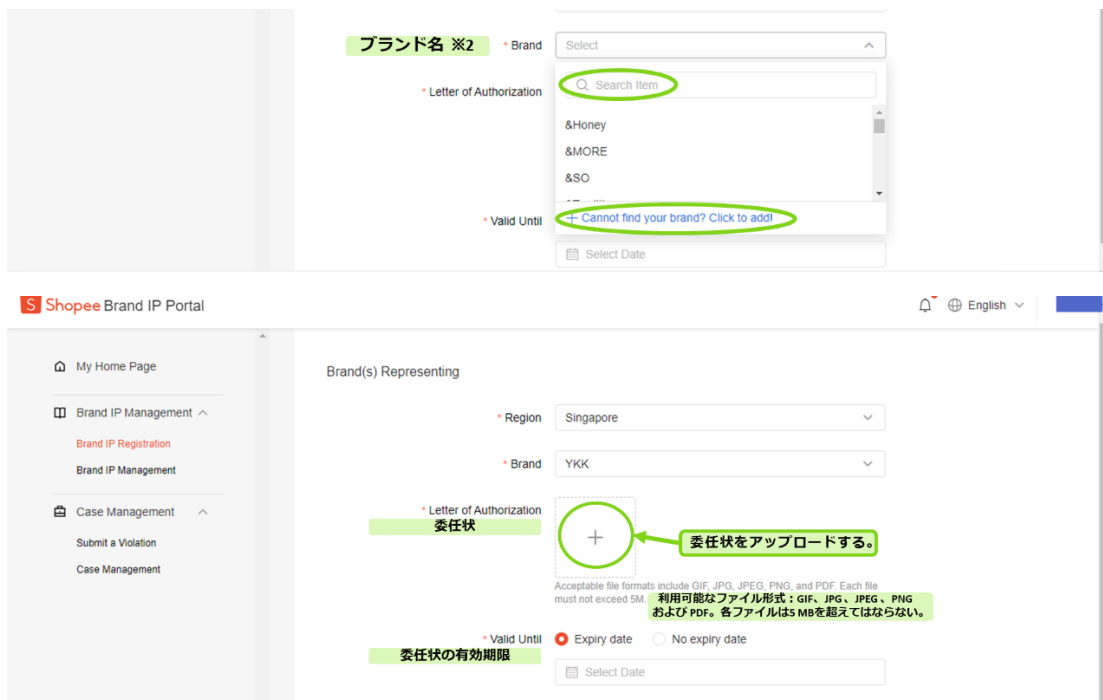 ブランド名 ※2 * Brand
Select
Search Item
* Letter of Authorization
&Honey
&MORE
&SO
* Valid Until
+ Cannot find your brand? Click to add!
Select Date
Shopee Brand IP Portal
English
My Home Page
Brand IP Management
Brand IP Registration
Brand IP Management
Case Management
Submit a Violation
Case Management
Brand(s) Representing
* Region
Singapore
* Brand
YKK
* Letter of Authorization
委任状
委任状をアップロードする。
Acceptable file formats include GIF, JPG, JPEG, PNG, and PDF. Each file
must not exceed 5M.
利用可能なファイル形式：GIF、JPG、JPEG、PNG
および PDF。各ファイルは5 MBを超えてはならない。
* Valid Until
Expiry date
No expiry date
委任状の有効期限
Select Date